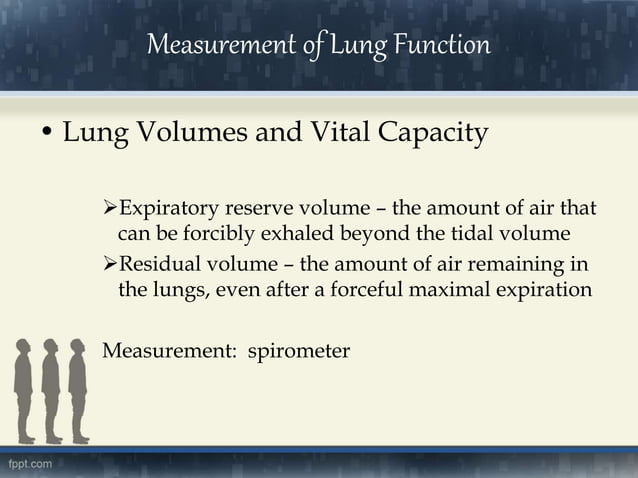 Measurement of Lung Function
• Lung Volumes and Vital Capacity
➢Expiratory reserve volume – the amount of air that
can be forcibly exhaled beyond the tidal volume
➢Residual volume – the amount of air remaining in
the lungs, even after a forceful maximal expiration
Measurement: spirometer
fppt.com